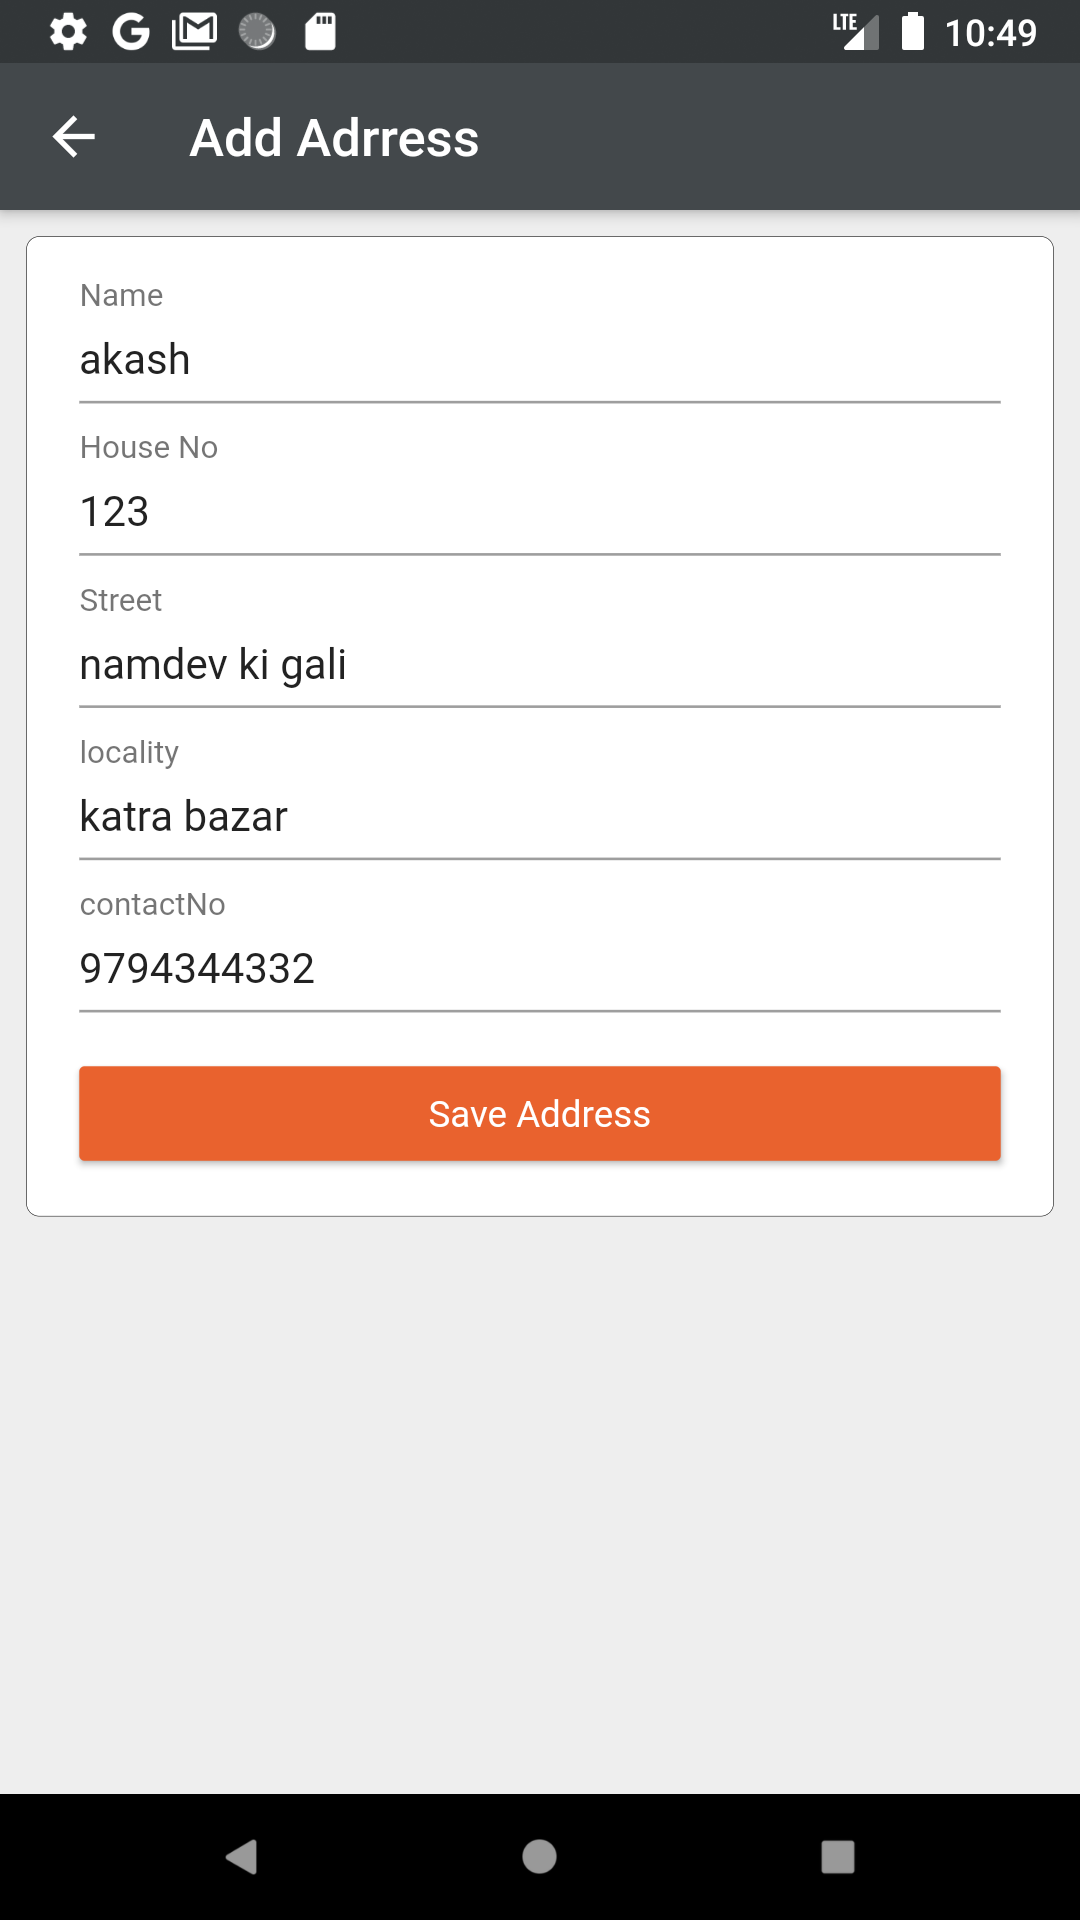 LTE 10:49
Add Adrress
Name
akash
House No
123
Street
namdev ki gali
locality
katra bazar
contactNo
9794344332
Save Address